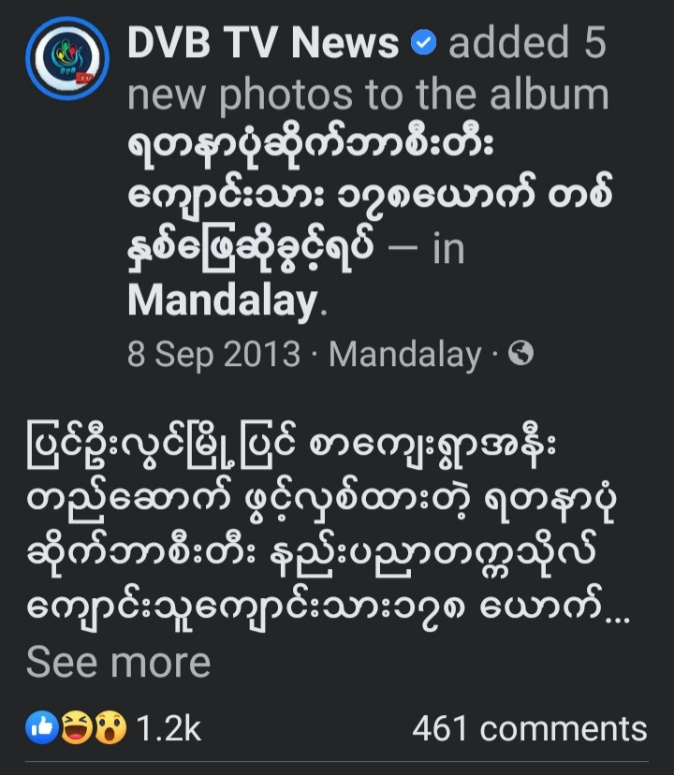 DVB TV News added 5
new photos to the album
ရတနာပုံဆိုက်ဘာစီးတီး
ကျောင်းသား ၁၇၈ယောက် တစ်
နှစ်ဖြေဆိုခွင့်ရပ် — in
Mandalay.
8 Sep 2013 · Mandalay ·
ပြင်ဦးလွင်မြို့ပြင် စာကျေးရွာအနီး
တည်ဆောက် ဖွင့်လှစ်ထားတဲ့ ရတနာပုံ
ဆိုက်ဘာစီးတီး နည်းပညာတက္ကသိုလ်
ကျောင်းသူကျောင်းသား၁၇၈ ယောက်...
See more
1.2k 461 comments